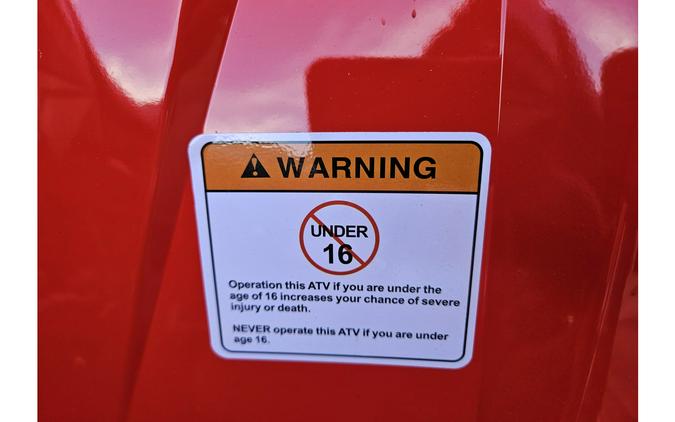 WARNING
UNDER
16
Operation this ATV if you are under the
age of 16 increases your chance of severe
injury or death.
NEVER operate this ATV if you are under
age 16.